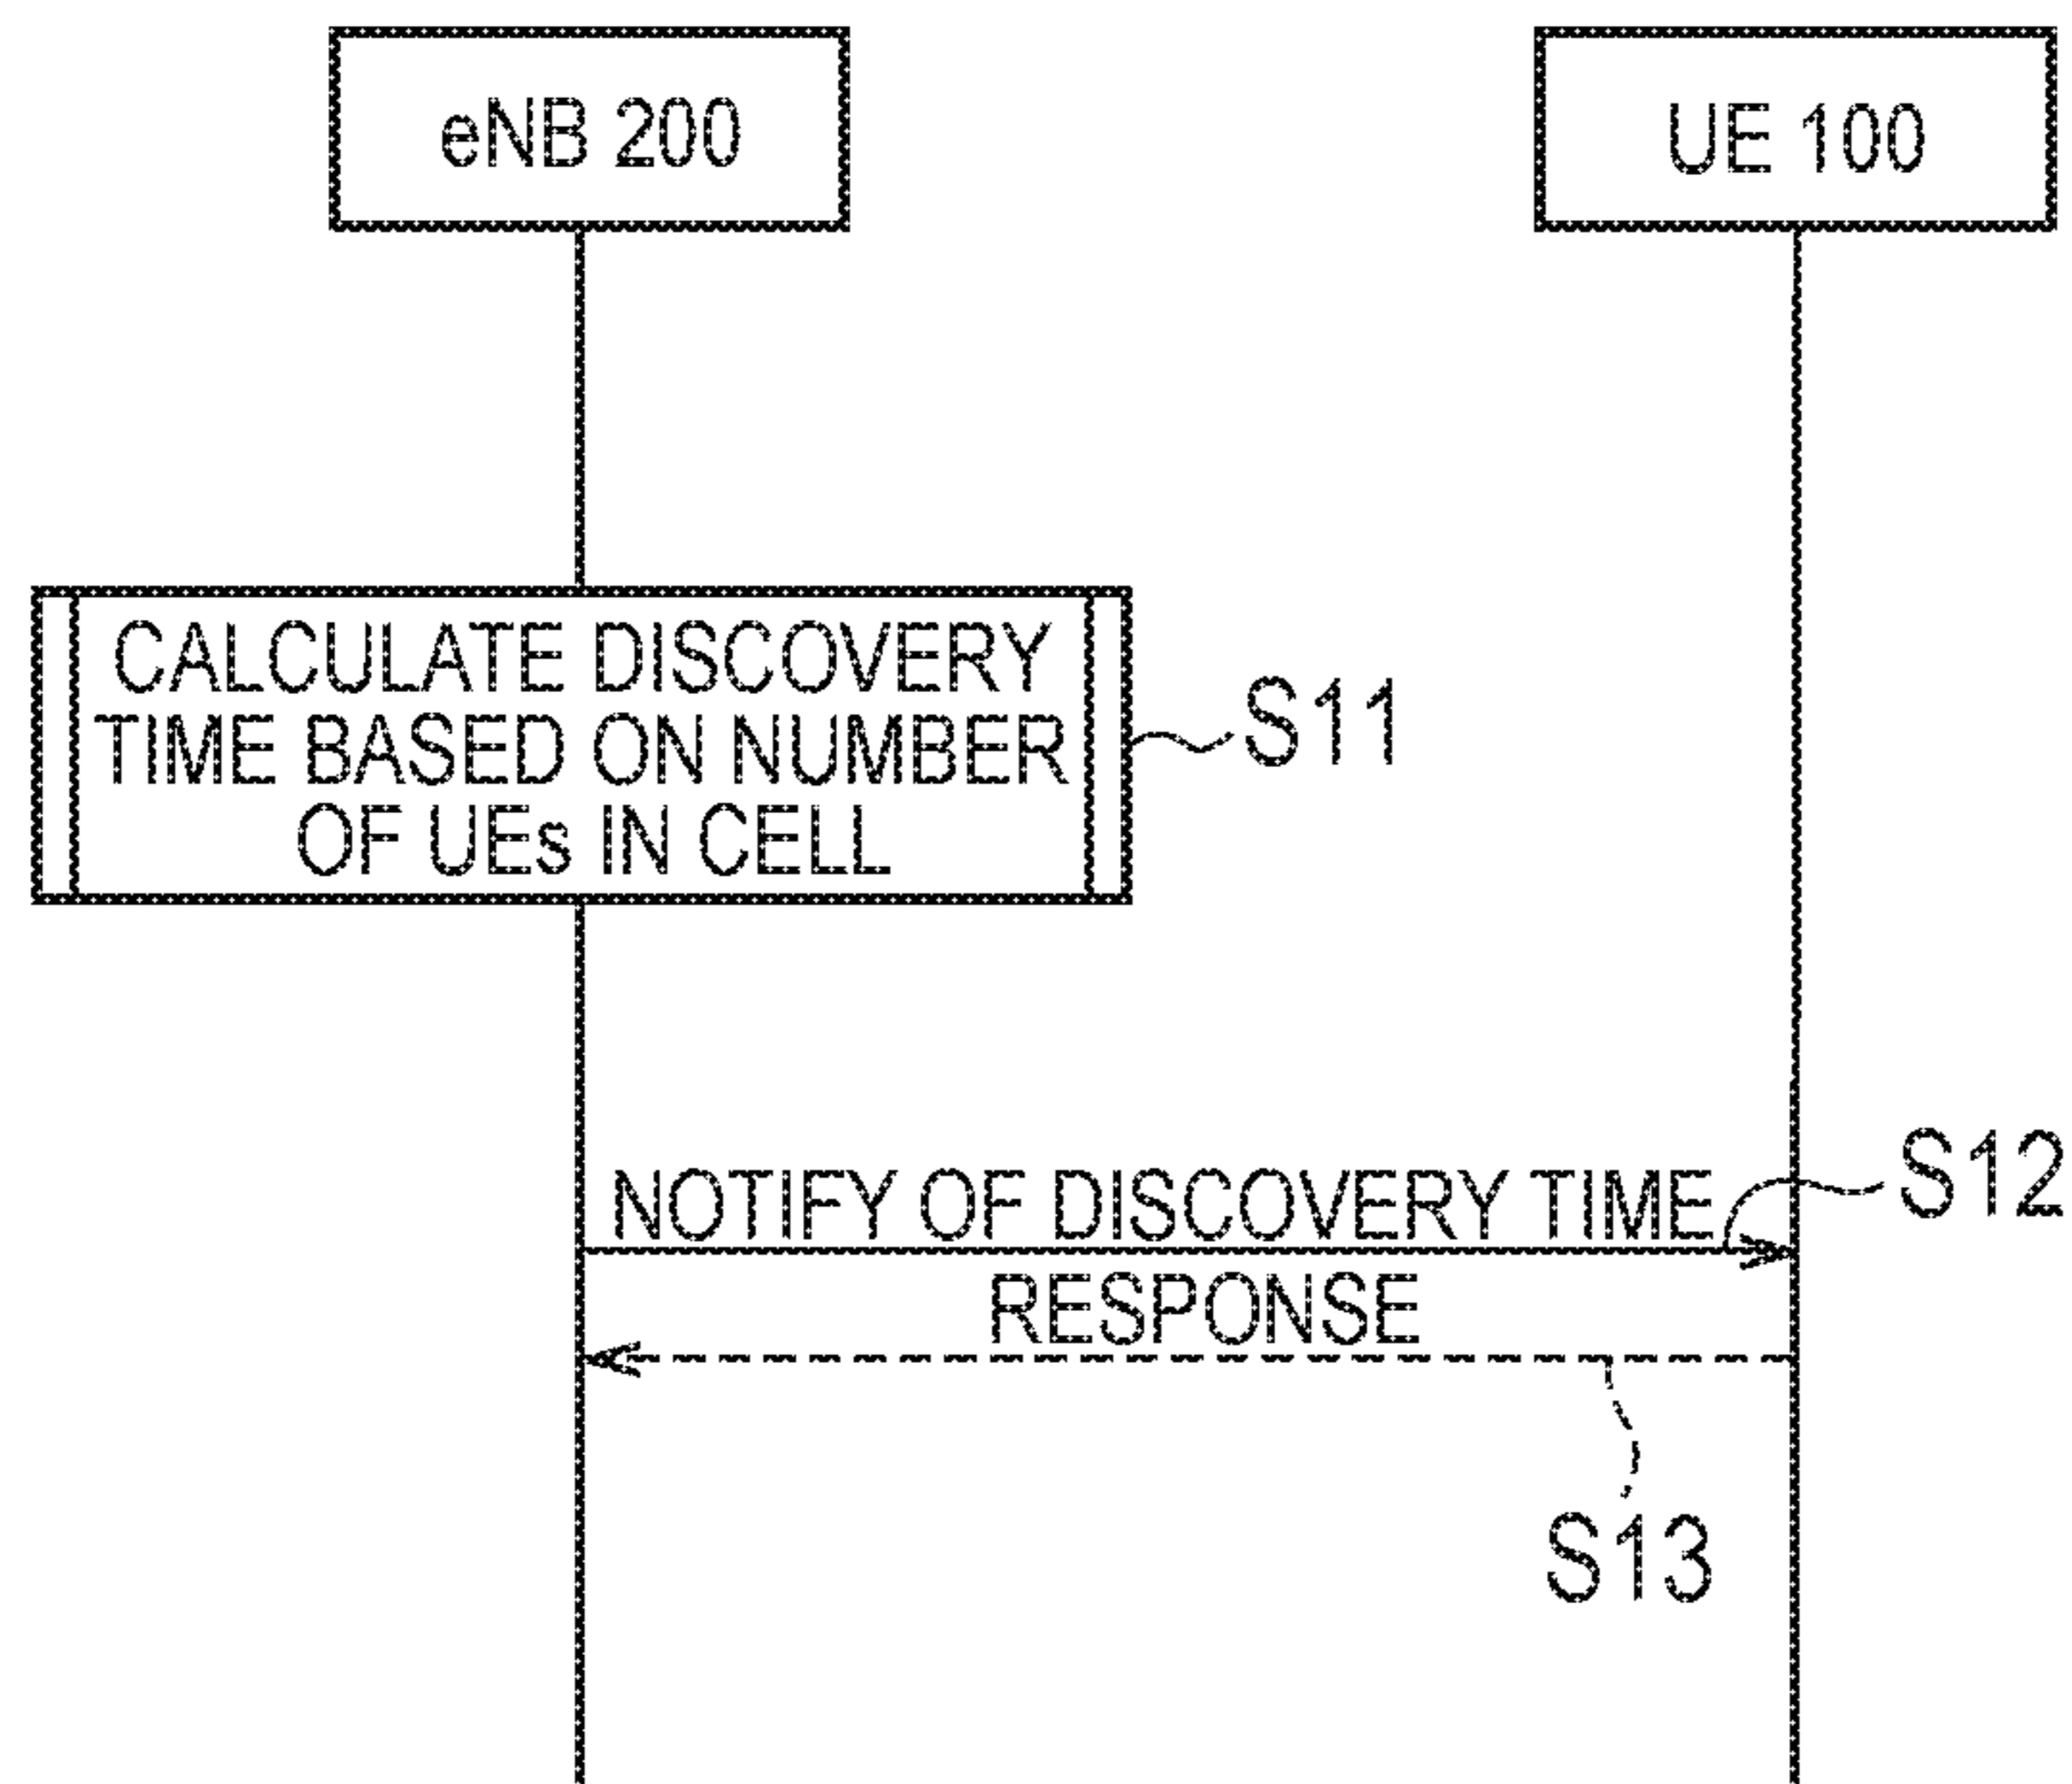 eNB 200
UE 100
CALCULATE DISCOVERY
TIME BASED ON NUMBER
OF UEs IN CELL
S11
NOTIFY OF DISCOVERY TIME
S12
RESPONSE
S13